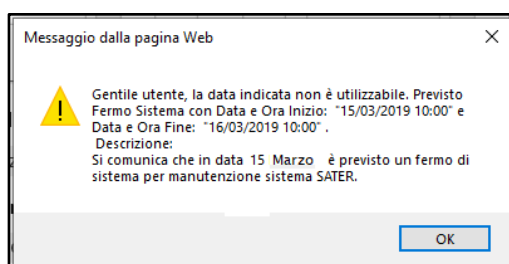 Messaggio dalla pagina Web
Gentile utente, la data indicata non è utilizzabile. Previsto
Fermo Sistema con Data e Ora Inizio: "15/03/2019 10:00" e
Data e Ora Fine: "16/03/2019 10:00" .
Descrizione:
Si comunica che in data 15 Marzo è previsto un fermo di
sistema per manutenzione sistema SATER.
OK